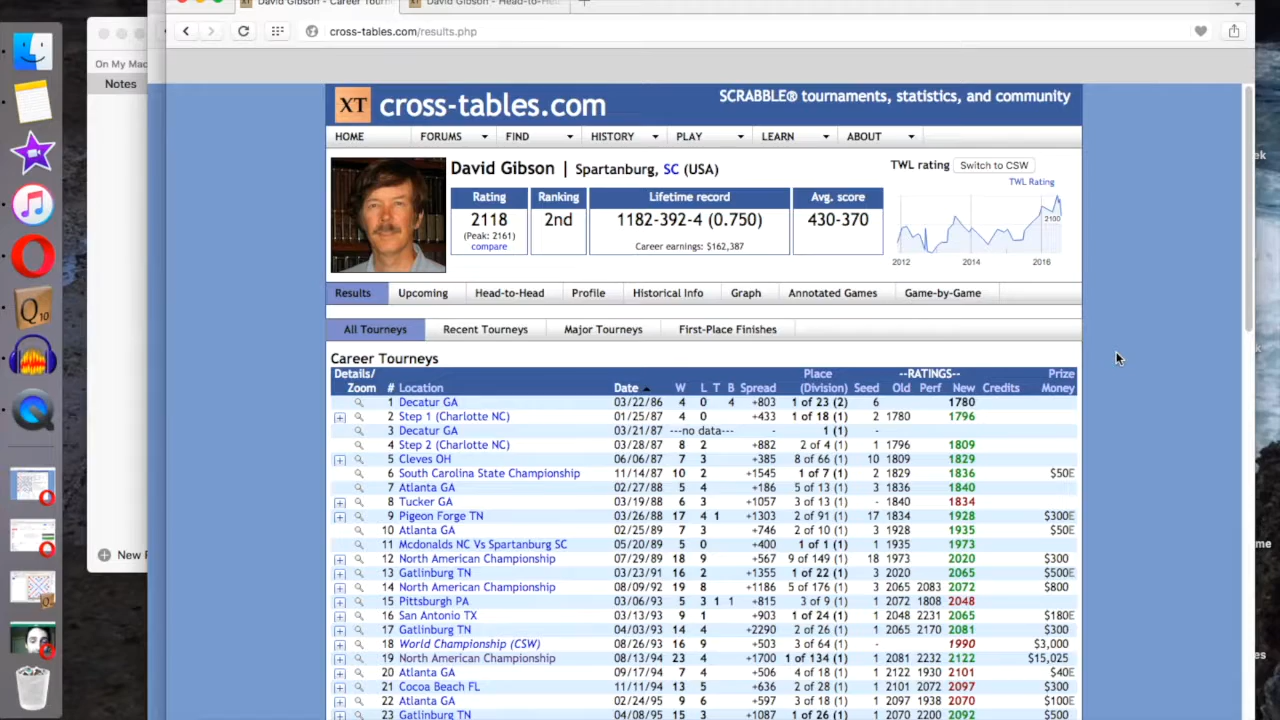 David Gibson - Career Tourn
David Gibson - Head-to-He
cross-tables.com/results.php
On My Mac
Notes
New F
XT cross-tables.com
SCRABBLE® tournaments, statistics, and community
HOME FORUMS FIND HISTORY PLAY LEARN ABOUT
David Gibson | Spartanburg, SC (USA)
TWL rating Switch to CSW
TWL Rating
Rating Ranking Lifetime record Avg. score
2118 2nd 1182-392-4 (0.750) 430-370
(Peak: 2161)
compare
Career earnings: $162,387
2100
2012 2014 2016
Results Upcoming Head-to-Head Profile Historical Info Graph Annotated Games Game-by-Game
All Tourneys Recent Tourneys Major Tourneys First-Place Finishes
Career Tourneys
Details/ Place --RATINGS-- Prize
Zoom # Location Date W L T B Spread (Division) Seed Old Perf New Credits Money
1 Decatur GA 03/22/86 4 0 4 +803 1 of 23 (2) 6 1780
2 Step 1 (Charlotte NC) 01/25/87 4 0 +433 1 of 18 (1) 2 1780 1796
3 Decatur GA 03/21/87 ---no data--- - 1 (1) -
4 Step 2 (Charlotte NC) 03/28/87 8 2 +882 2 of 4 (1) 1 1796 1809
5 Cleves OH 06/06/87 7 3 +385 8 of 66 (1) 10 1809 1829
6 South Carolina State Championship 11/14/87 10 2 +1545 1 of 7 (1) 2 1829 1836 $50E
7 Atlanta GA 02/27/88 5 4 +186 5 of 13 (1) 3 1836 1840
8 Tucker GA 03/19/88 6 3 +1057 3 of 13 (1) - 1840 1834
9 Pigeon Forge TN 03/26/88 17 4 1 +1303 2 of 91 (1) 17 1834 1928 $300E
10 Atlanta GA 02/25/89 7 3 +746 2 of 10 (1) 3 1928 1935 $50E
11 Mcdonalds NC Vs Spartanburg SC 05/20/89 5 0 +400 1 of 1 (1) 1 1935 1973
12 North American Championship 07/29/89 18 9 +567 9 of 149 (1) 18 1973 2020 $300
13 Gatlinburg TN 03/23/91 16 2 +1355 1 of 22 (1) 3 2020 2065 $500E
14 North American Championship 08/09/92 19 8 +1186 5 of 176 (1) 3 2065 2083 2072 $800
15 Pittsburgh PA 03/06/93 5 3 1 1 +815 3 of 9 (1) 1 2072 1808 2048
16 San Antonio TX 03/13/93 9 1 +903 1 of 24 (1) 1 2048 2231 2065 $180E
17 Gatlinburg TN 04/03/93 14 4 +2290 2 of 26 (1) 1 2065 2170 2081 $300
18 World Championship (CSW) 08/26/93 16 9 +503 3 of 64 (1) - 1990 $3,000
19 North American Championship 08/13/94 23 4 +1700 1 of 134 (1) 1 2081 2232 2122 $15,025
20 Atlanta GA 09/17/94 7 4 +506 4 of 18 (1) 1 2122 1930 2101 $40E
21 Cocoa Beach FL 11/11/94 13 5 +636 2 of 28 (1) 1 2101 2072 2097 $300
22 Atlanta GA 02/24/95 9 6 +598 5 of 22 (1) 1 2097 1938 2070 $100E
23 Gatlinburg TN 04/08/95 15 3 +1087 1 of 26 (1) 1 2070 2200 2092 $500